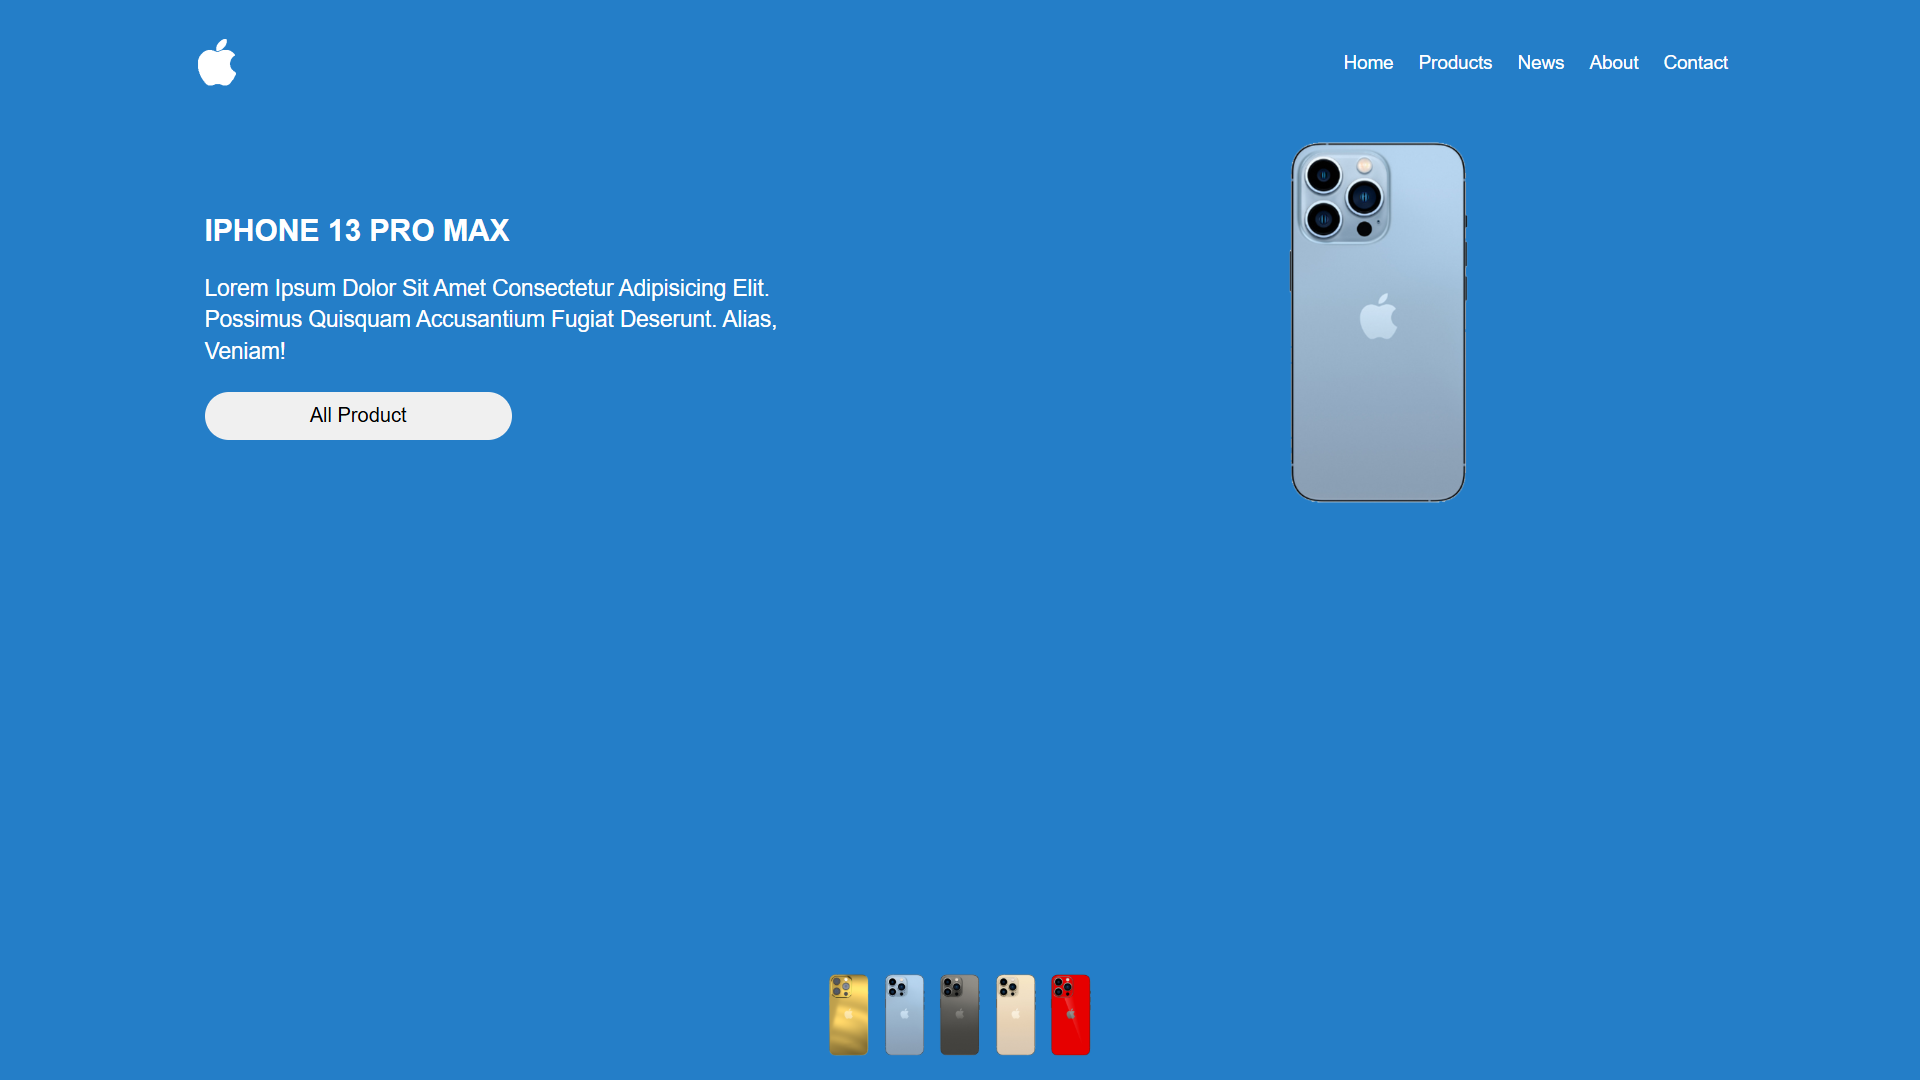 Home Products News About Contact
IPHONE 13 PRO MAX
Lorem Ipsum Dolor Sit Amet Consectetur Adipisicing Elit.
Possimus Quisquam Accusantium Fugiat Deserunt. Alias,
Veniam!
All Product